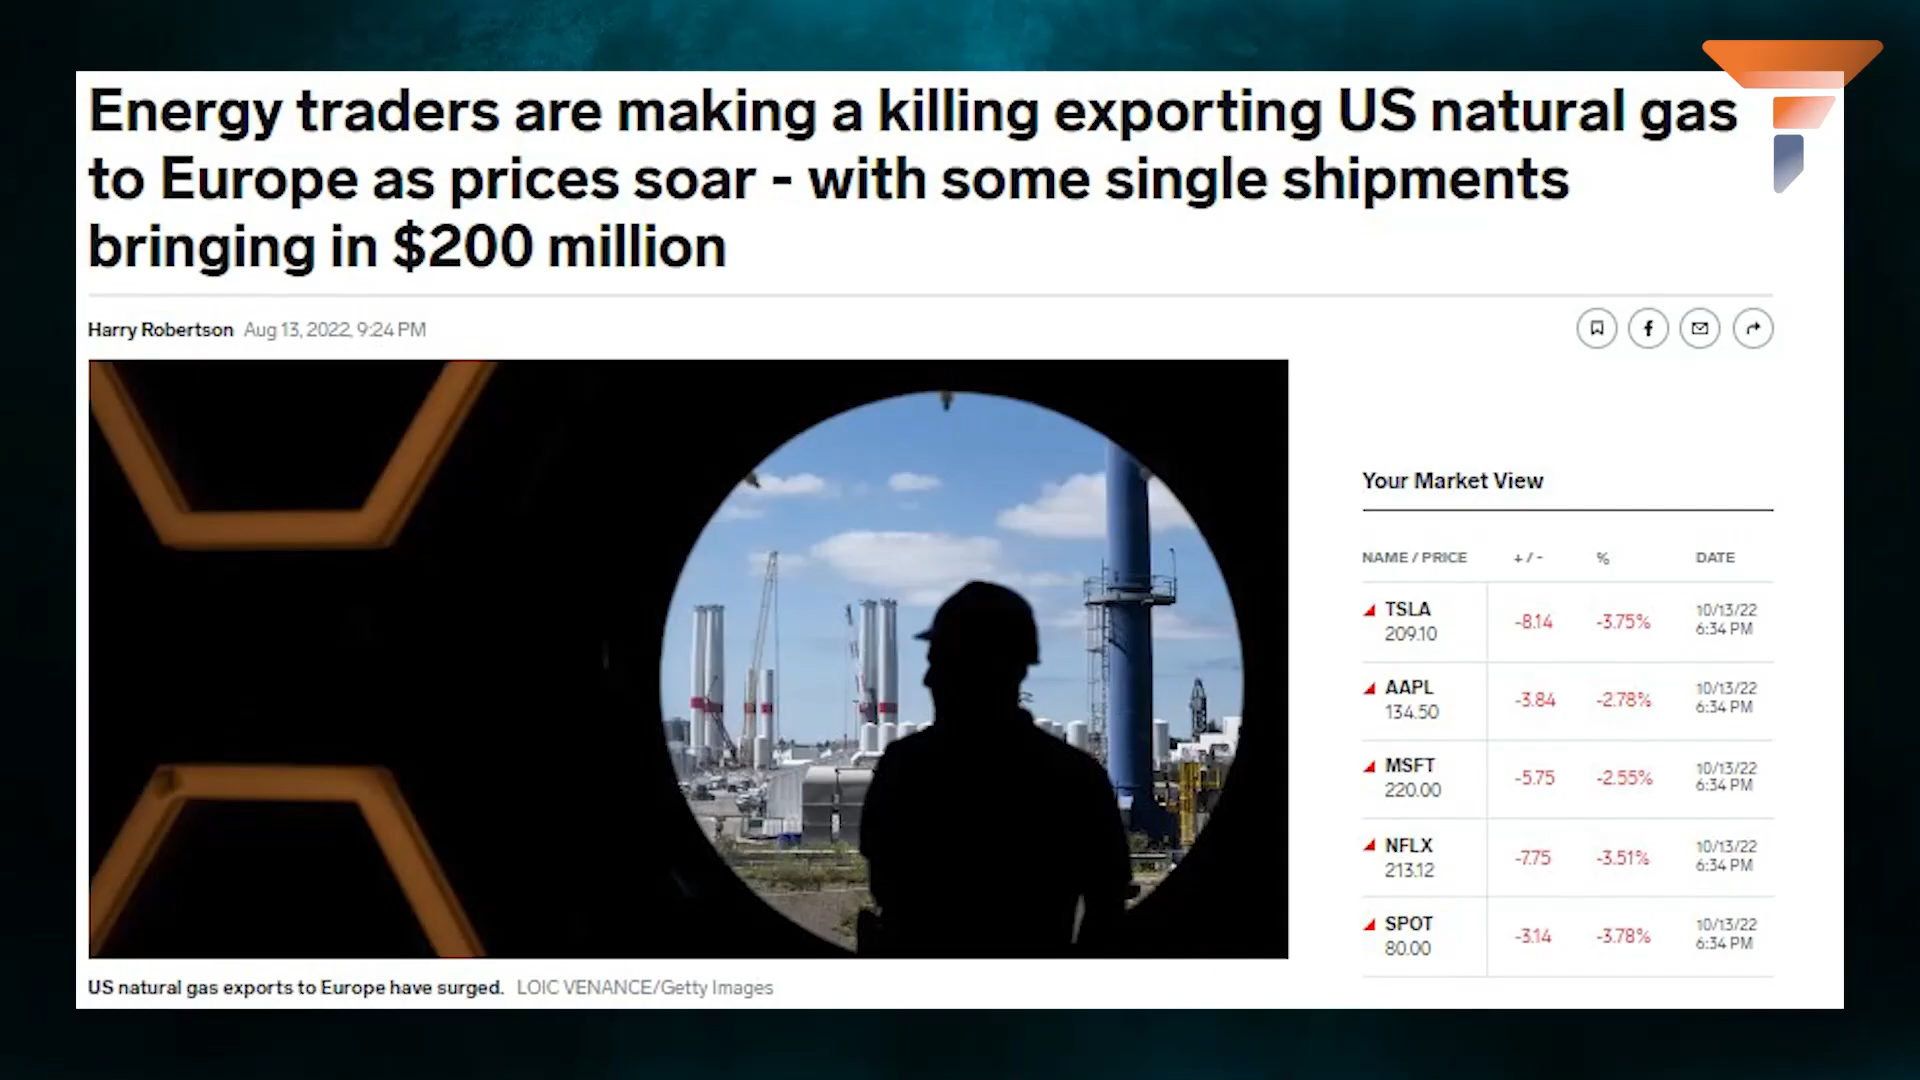 Energy traders are making a killing exporting US natural gas
to Europe as prices soar - with some single shipments
bringing in $200 million
Harry Robertson Aug 13, 2022, 9:24 PM
US natural gas exports to Europe have surged. LOIC VENANCE/Getty Images
Your Market View
NAME / PRICE + / - % DATE
TSLA
209.10
-8.14 -3.75%
10/13/22
6:34 PM
AAPL
134.50
-3.84 -2.78%
10/13/22
6:34 PM
MSFT
220.00
-5.75 -2.55%
10/13/22
6:34 PM
NFLX
213.12
-7.75 -3.51%
10/13/22
6:34 PM
SPOT
80.00
-3.14 -3.78%
10/13/22
6:34 PM